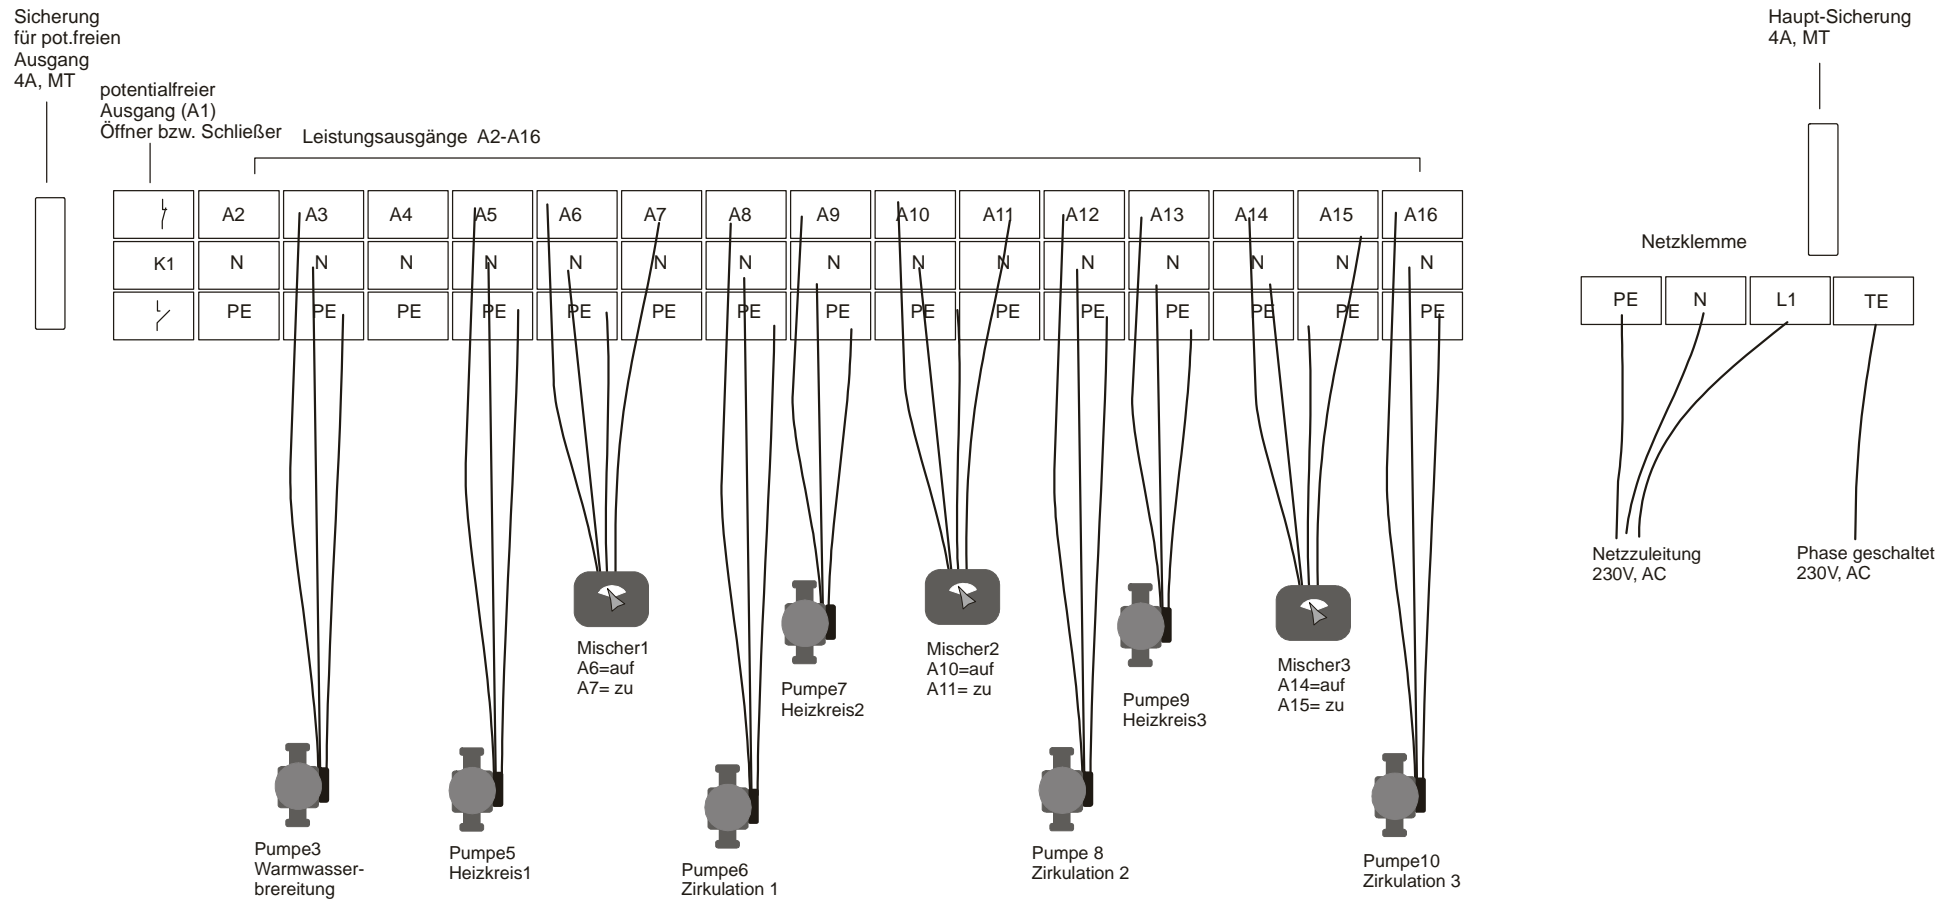 Sicherung
für pot.freien
Ausgang
4A, MT
potentialfreier
Ausgang (A1)
Öffner bzw. Schließer
Leistungsausgänge A2-A16
Haupt-Sicherung
4A, MT
A2 A3 A4 A5 A6 A7 A8 A9 A10 A11 A12 A13 A14 A15 A16
K1 N N N N N N N N N N N N N N N
PE PE PE PE PE PE PE PE PE PE PE PE PE PE PE
Netzklemme
PE N L1 TE
Netzzuleitung
230V, AC
Phase geschaltet
230V, AC
Mischer1
A6=auf
A7= zu
Pumpe7
Heizkreis2
Mischer2
A10=auf
A11= zu
Pumpe9
Heizkreis3
Mischer3
A14=auf
A15= zu
Pumpe3
Warmwasser-
brereitung
Pumpe5
Heizkreis1
Pumpe6
Zirkulation 1
Pumpe 8
Zirkulation 2
Pumpe10
Zirkulation 3